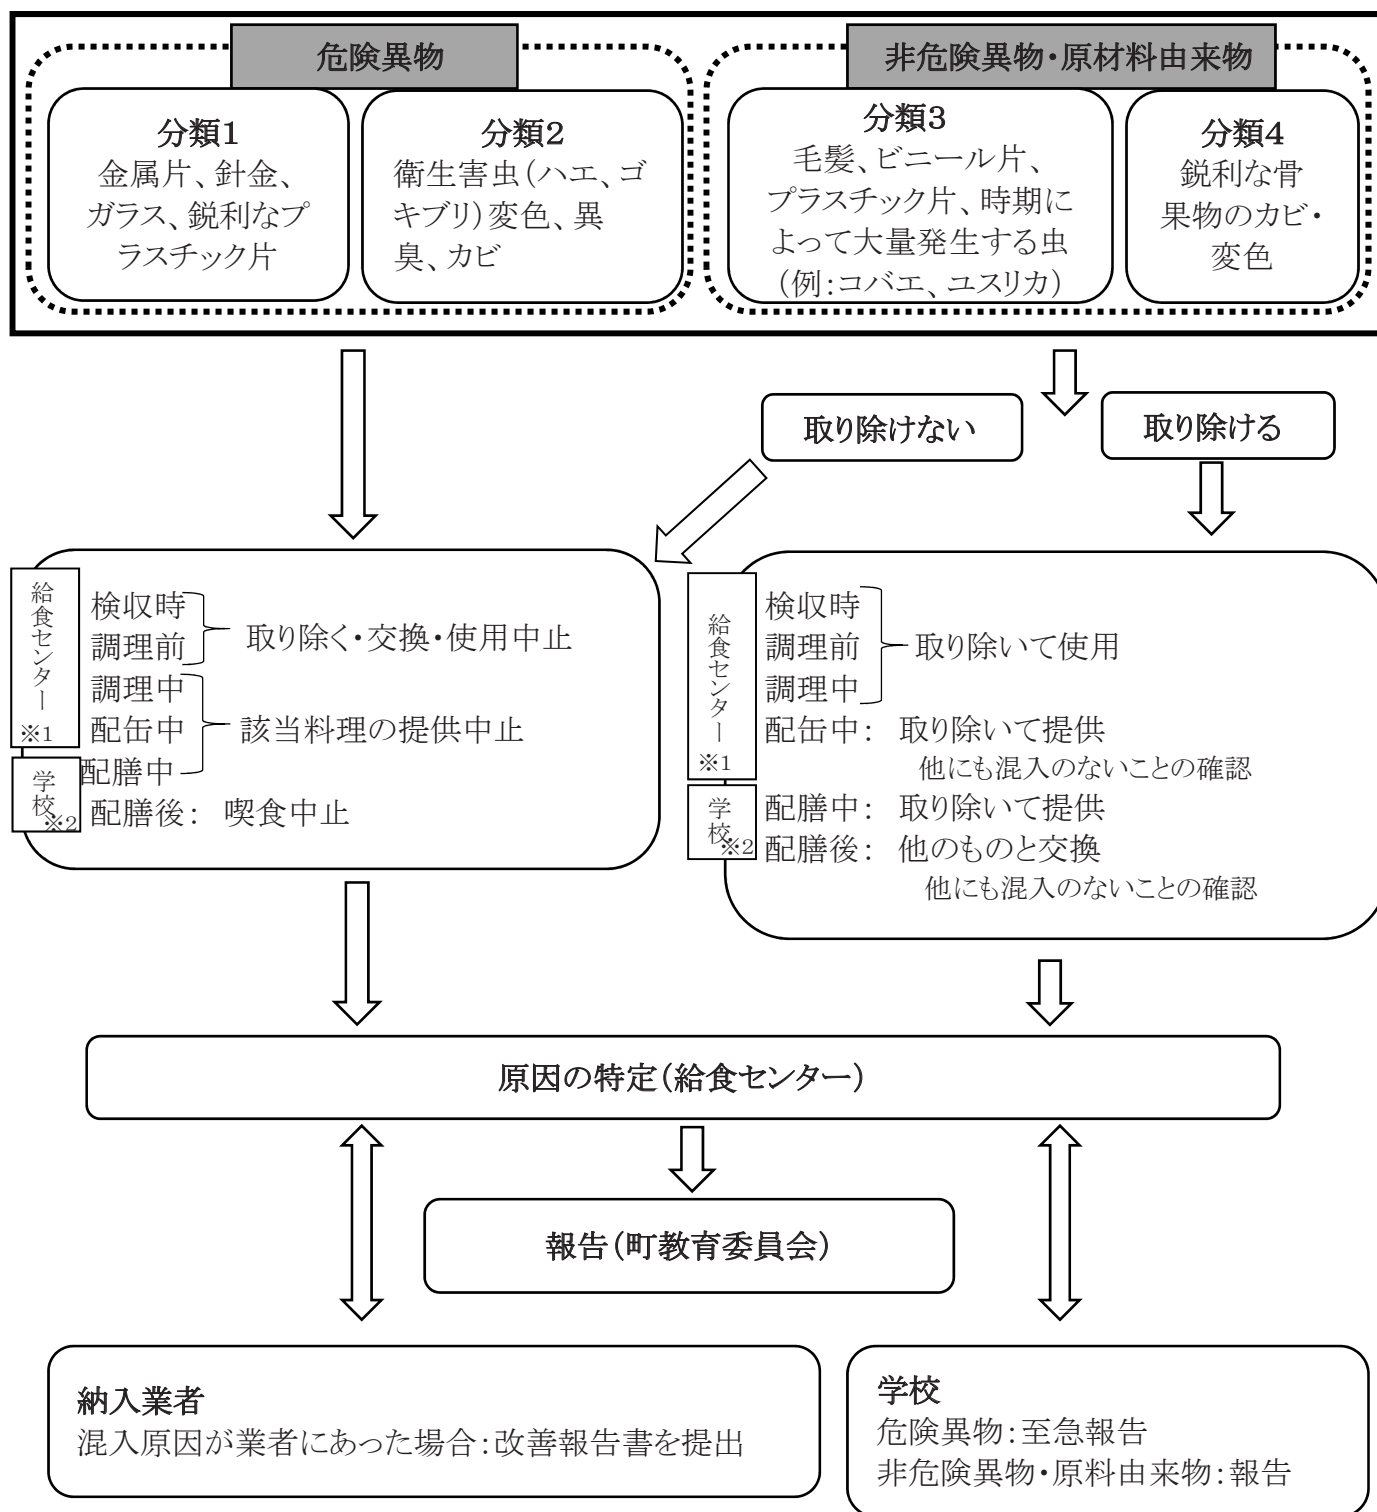 危険異物
分類1
金属片、針金、
ガラス、鋭利なプ
ラスチック片
分類2
衛生害虫(ハエ、ゴ
キブリ)変色、異
臭、カビ
非危険異物・原材料由来物
分類3
毛髪、ビニール片、
プラスチック片、時期に
よって大量発生する虫
(例:コバエ、ユスリカ)
分類4
鋭利な骨
果物のカビ・
変色
取り除けない
取り除ける
給食センター
※1
学校
※2
検収時
調理前
取り除く・交換・使用中止
調理中
配缶中
配膳中
該当料理の提供中止
配膳後: 喫食中止
給食センター
※1
学校
※2
検収時
調理前
調理中
取り除いて使用
配缶中: 取り除いて提供
他にも混入のないことの確認
配膳中: 取り除いて提供
配膳後: 他のものと交換
他にも混入のないことの確認
原因の特定(給食センター)
報告(町教育委員会)
納入業者
混入原因が業者にあった場合:改善報告書を提出
学校
危険異物:至急報告
非危険異物・原料由来物:報告